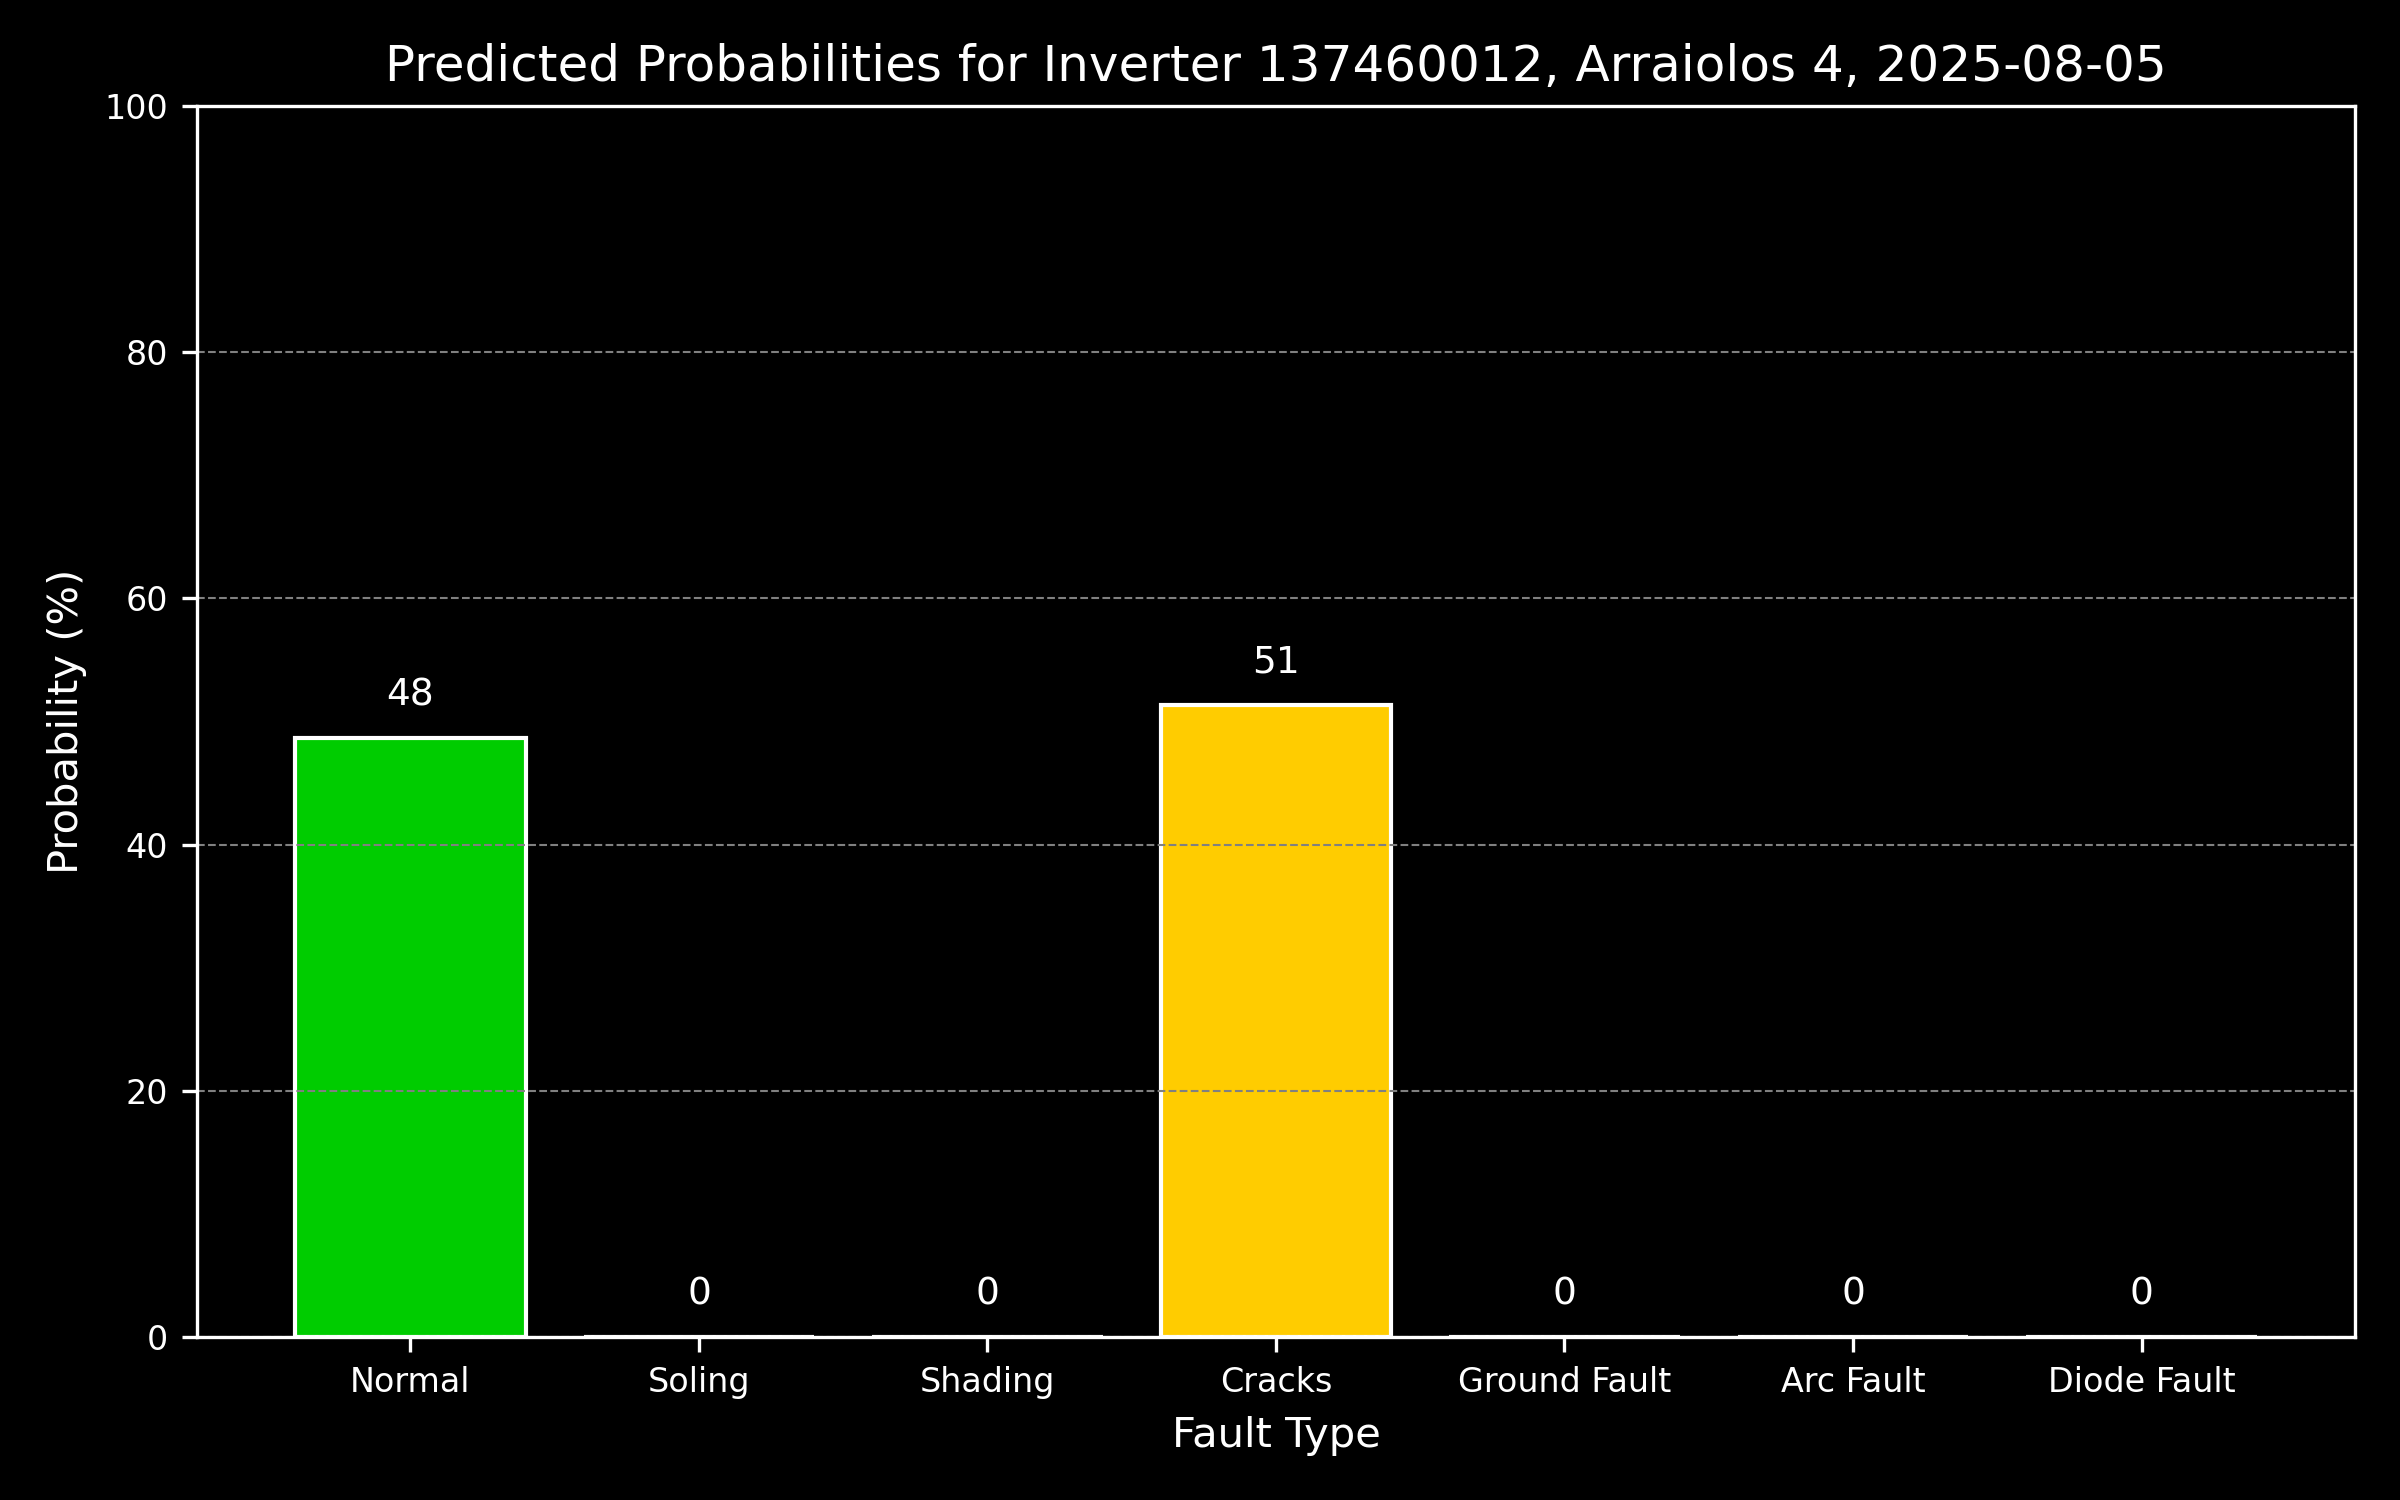 Predicted Probabilities for Inverter 137460012, Arraiolos 4, 2025-08-05
Probability (%)
100
80
60
40
20
0
48
0
0
51
0
0
0
Normal
Soling
Shading
Cracks
Ground Fault
Arc Fault
Diode Fault
Fault Type